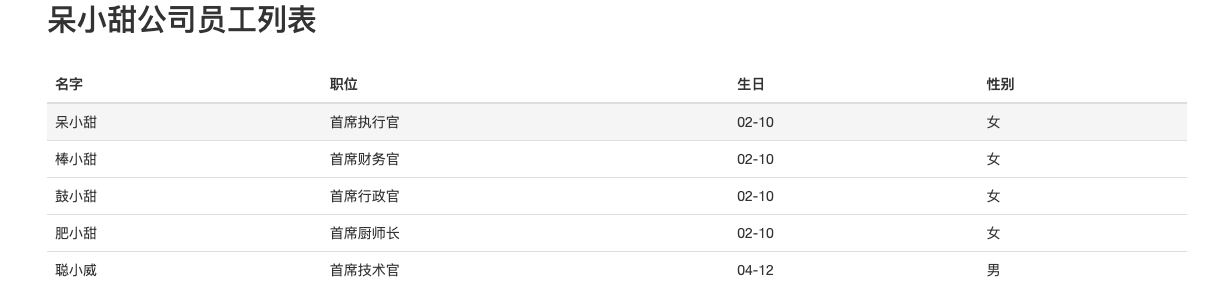 呆小甜公司员工列表
名字 职位 生日 性别
呆小甜 首席执行官 02-10 女
棒小甜 首席财务官 02-10 女
鼓小甜 首席行政官 02-10 女
肥小甜 首席厨师长 02-10 女
聪小威 首席技术官 04-12 男